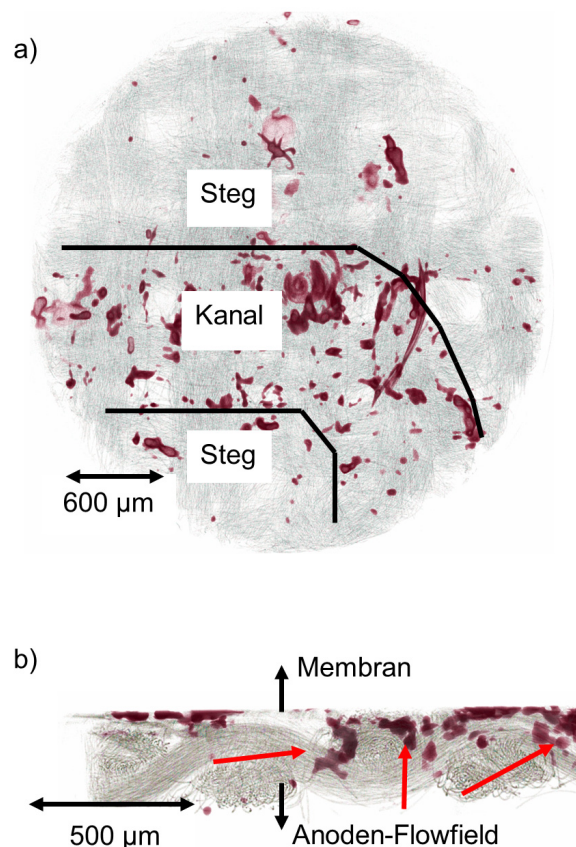 a)
Steg
Kanal
Steg
600 µm
b)
Membran
500 µm
Anoden-Flowfield